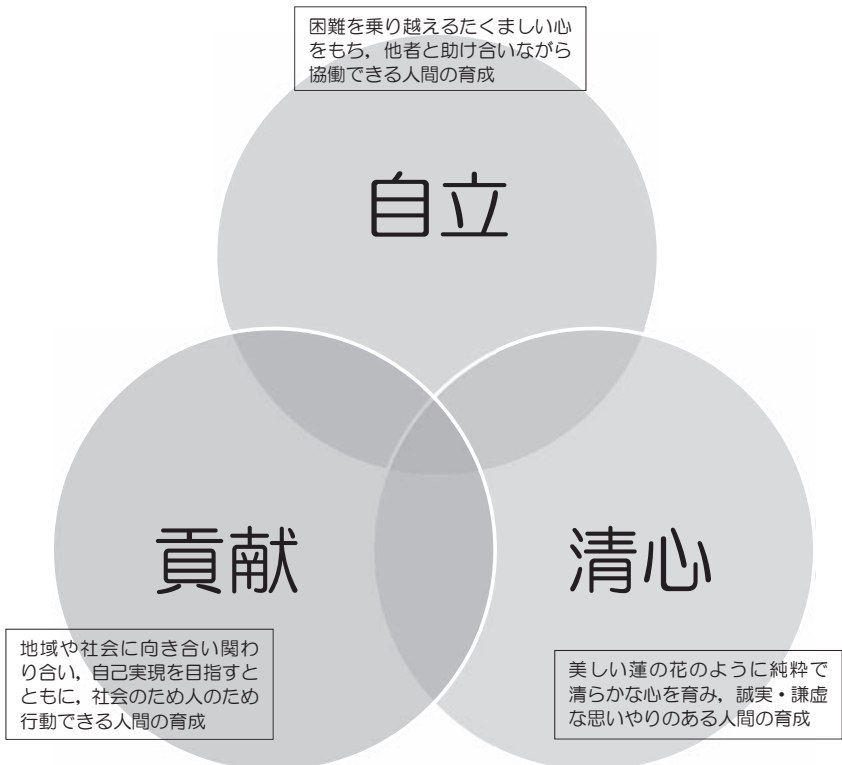 困難を乗り越えるたくましい心
をもち，他者と助け合いながら
協働できる人間の育成
自立
貢献
清心
地域や社会に向き合い関わ
り合い，自己実現を目指すと
ともに，社会のため人のため
行動できる人間の育成
美しい蓮の花のように純粋で
清らかな心を育み，誠実・謙虚
な思いやりのある人間の育成